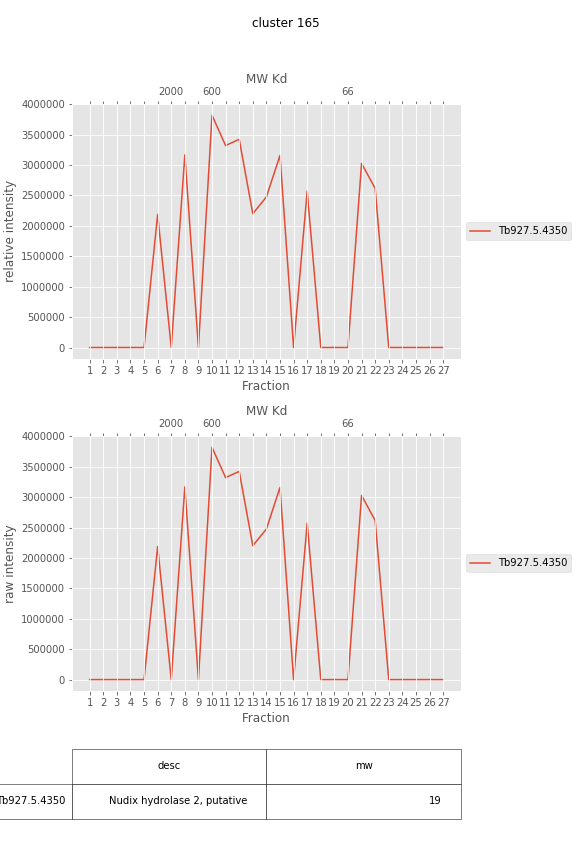 cluster 165
MW Kd
2000 600 66
4000000
3500000
3000000
2500000
2000000
1500000
1000000
500000
0
relative intensity
Tb927.5.4350
1 2 3 4 5 6 7 8 9 10 11 12 13 14 15 16 17 18 19 20 21 22 23 24 25 26 27
Fraction
MW Kd
2000 600 66
4000000
3500000
3000000
2500000
2000000
1500000
1000000
500000
0
raw intensity
Tb927.5.4350
1 2 3 4 5 6 7 8 9 10 11 12 13 14 15 16 17 18 19 20 21 22 23 24 25 26 27
Fraction
desc mw
Tb927.5.4350 Nudix hydrolase 2, putative 19